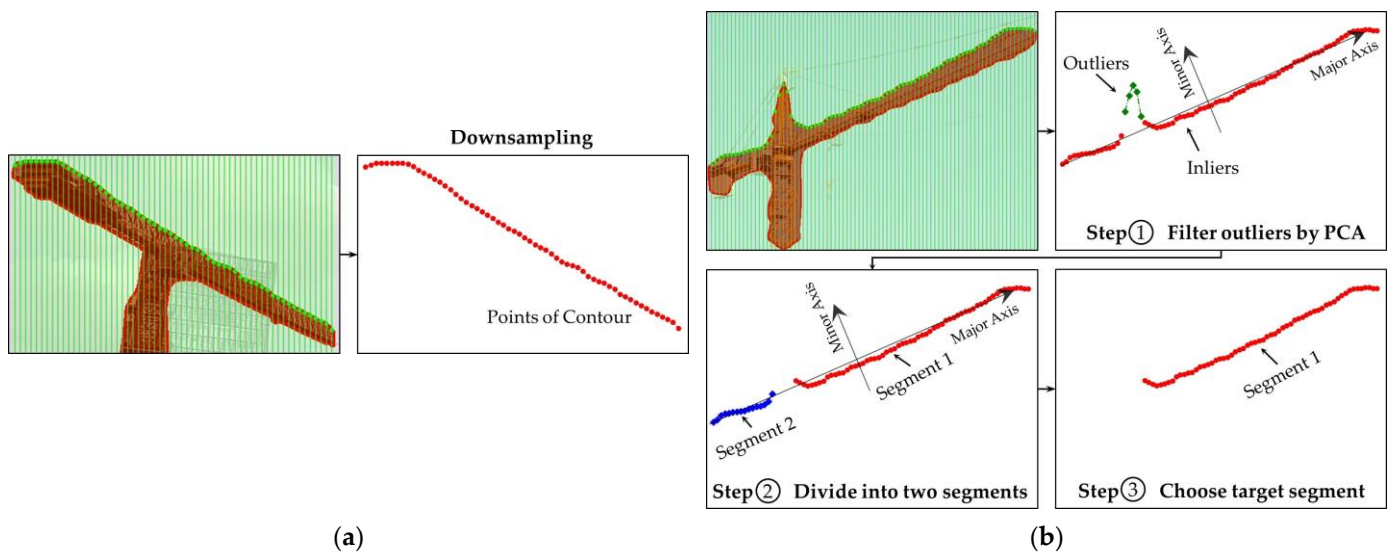 Downsampling
Points of Contour
(a)
Outliers
Minor Axis
Major Axis
Inliers
Step① Filter outliers by PCA
Minor Axis
Major Axis
Segment 1
Segment 2
Step② Divide into two segments
Segment 1
Step③ Choose target segment
(b)